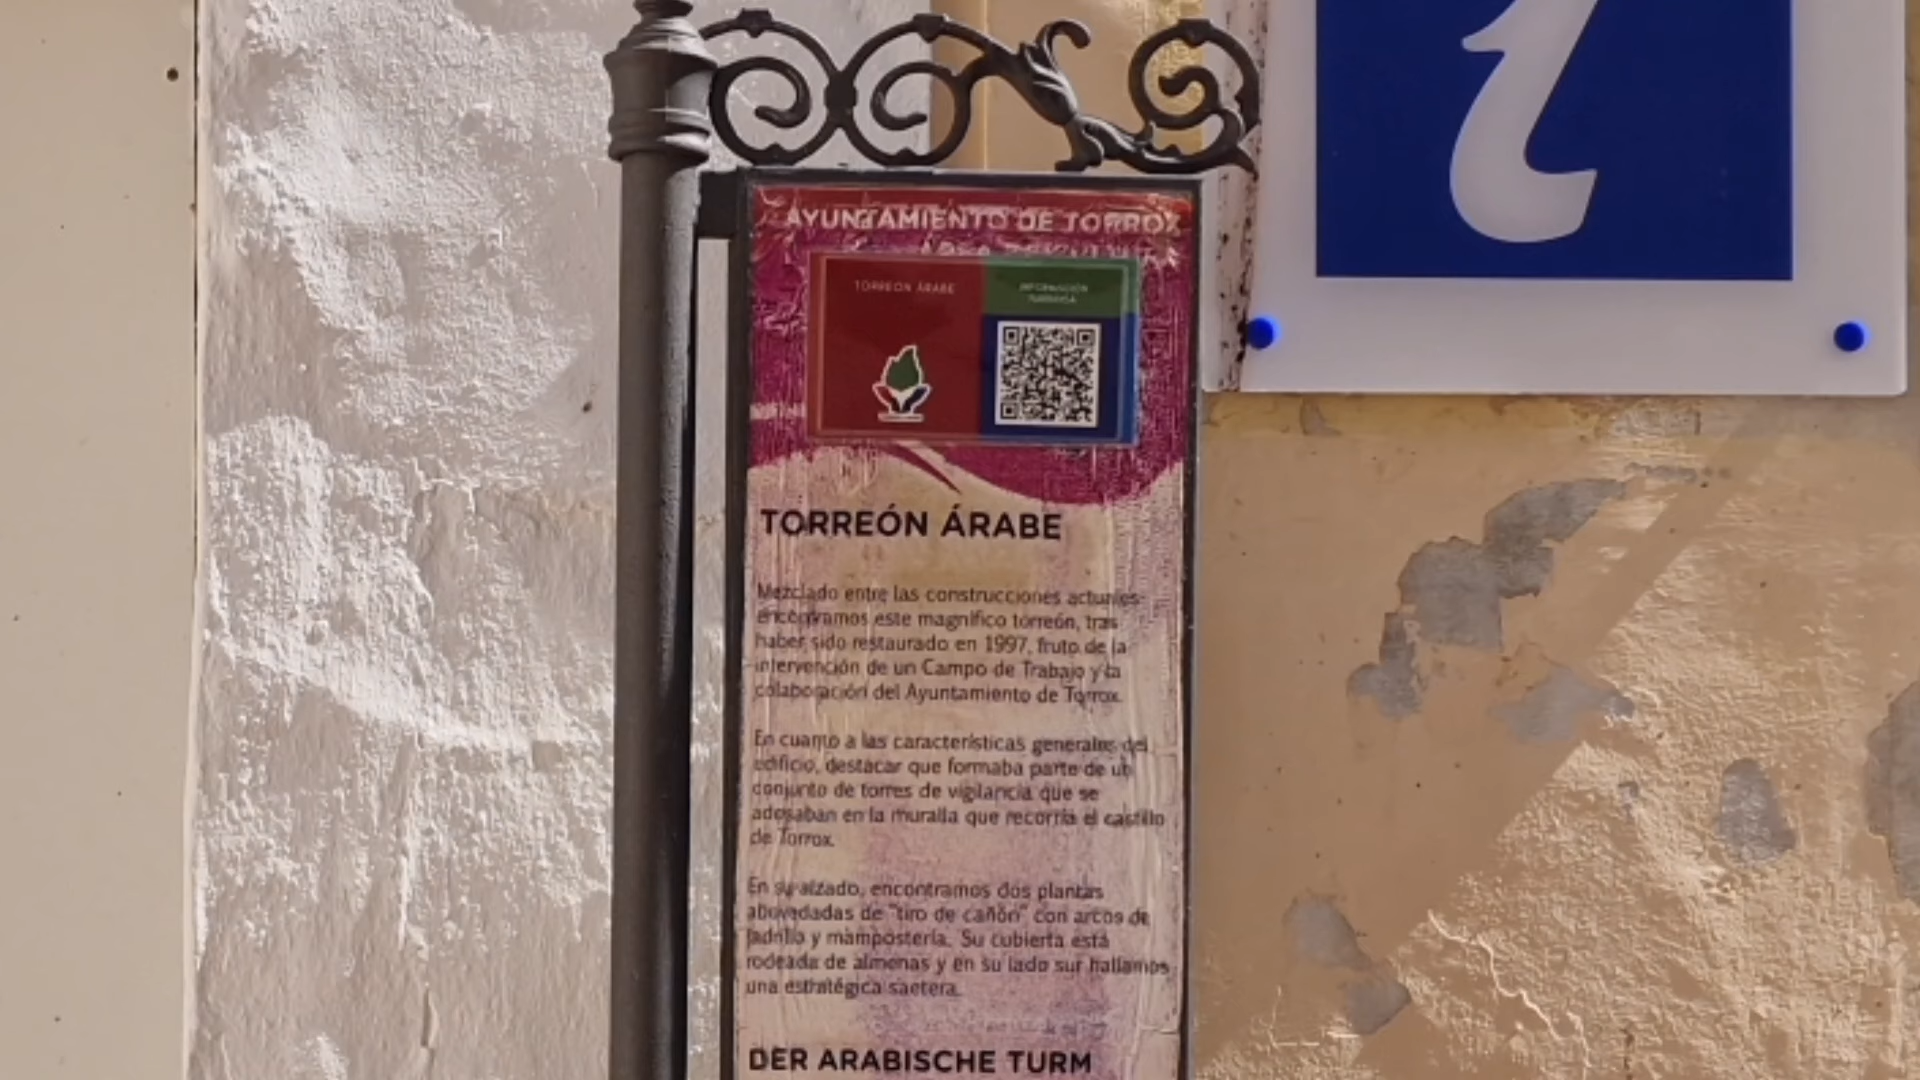 i
AYUNTAMIENTO DE TORROX
TORREÓN ÁRABE
INFORMACIÓN
TORREÓN ÁRABE
Mezclado entre las construcciones actuales
encontramos este magnífico torreón, tras
haber sido restaurado en 1997, fruto de la
intervención de un Campo de Trabajo y la
colaboración del Ayuntamiento de Torrox.
En cuanto a las características generales del
edificio, destacar que formaba parte de un
conjunto de torres de vigilancia que se
adosaban en la muralla que recorría el castillo
de Torrox.
En su alzado, encontramos dos plantas
abovedadas de "tiro de cañón" con arcos de
ladrillo y mampostería. Su cubierta está
rodeada de almenas y en su lado sur hallamos
una estratégica saetera.
DER ARABISCHE TURM